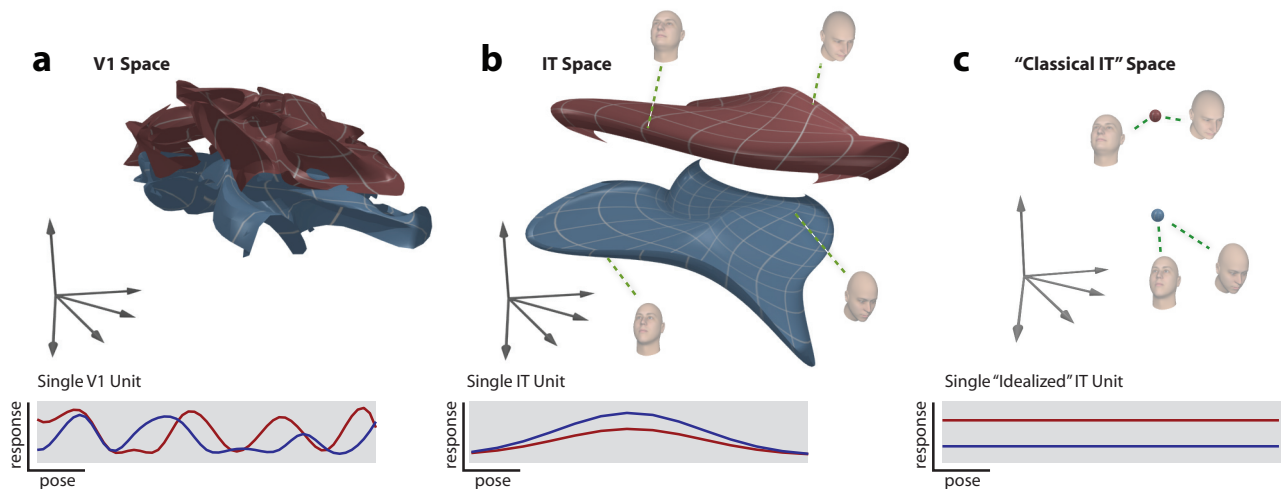 a V1 Space
b IT Space
c “Classical IT” Space
Single V1 Unit
response
pose
Single IT Unit
response
pose
Single “Idealized” IT Unit
response
pose